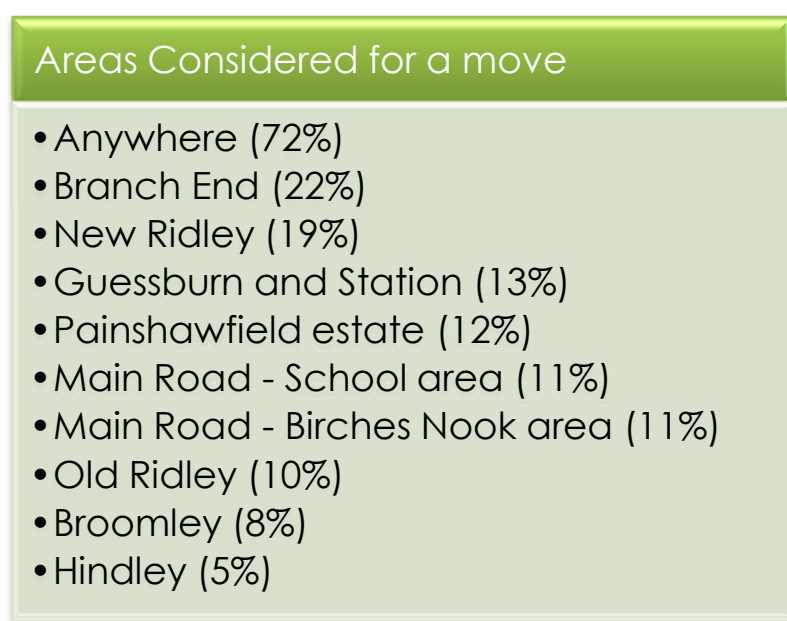 Areas Considered for a move
•Anywhere (72%)
•Branch End (22%)
•New Ridley (19%)
•Guessburn and Station (13%)
•Painshawfield estate (12%)
•Main Road - School area (11%)
•Main Road - Birches Nook area (11%)
•Old Ridley (10%)
•Broomley (8%)
•Hindley (5%)